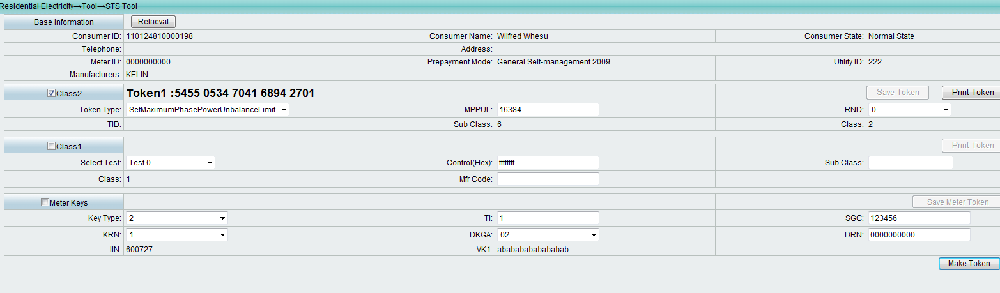 Residential Electricity→Tool→STS Tool
Base Information Retrieval
Consumer ID: 110124810000198 Consumer Name: Wilfred Whesu Consumer State: Normal State
Telephone: Address:
Meter ID: 0000000000 Prepayment Mode: General Self-management 2009 Utility ID: 222
Manufacturers: KELIN
Class2 Token1 :5455 0534 7041 6894 2701 Save Token Print Token
Token Type: SetMaximumPhasePowerUnbalanceLimit MPPUL: 16384 RND: 0
TID: Sub Class: 6 Class: 2
Class1 Print Token
Select Test: Test 0 Control(Hex): ffffffff Sub Class:
Class: 1 Mfr Code:
Meter Keys Save Meter Token
Key Type: 2 TI: 1 SGC: 123456
KRN: 1 DKGA: 02 DRN: 0000000000
IIN: 600727 VK1: abababababababab
Make Token